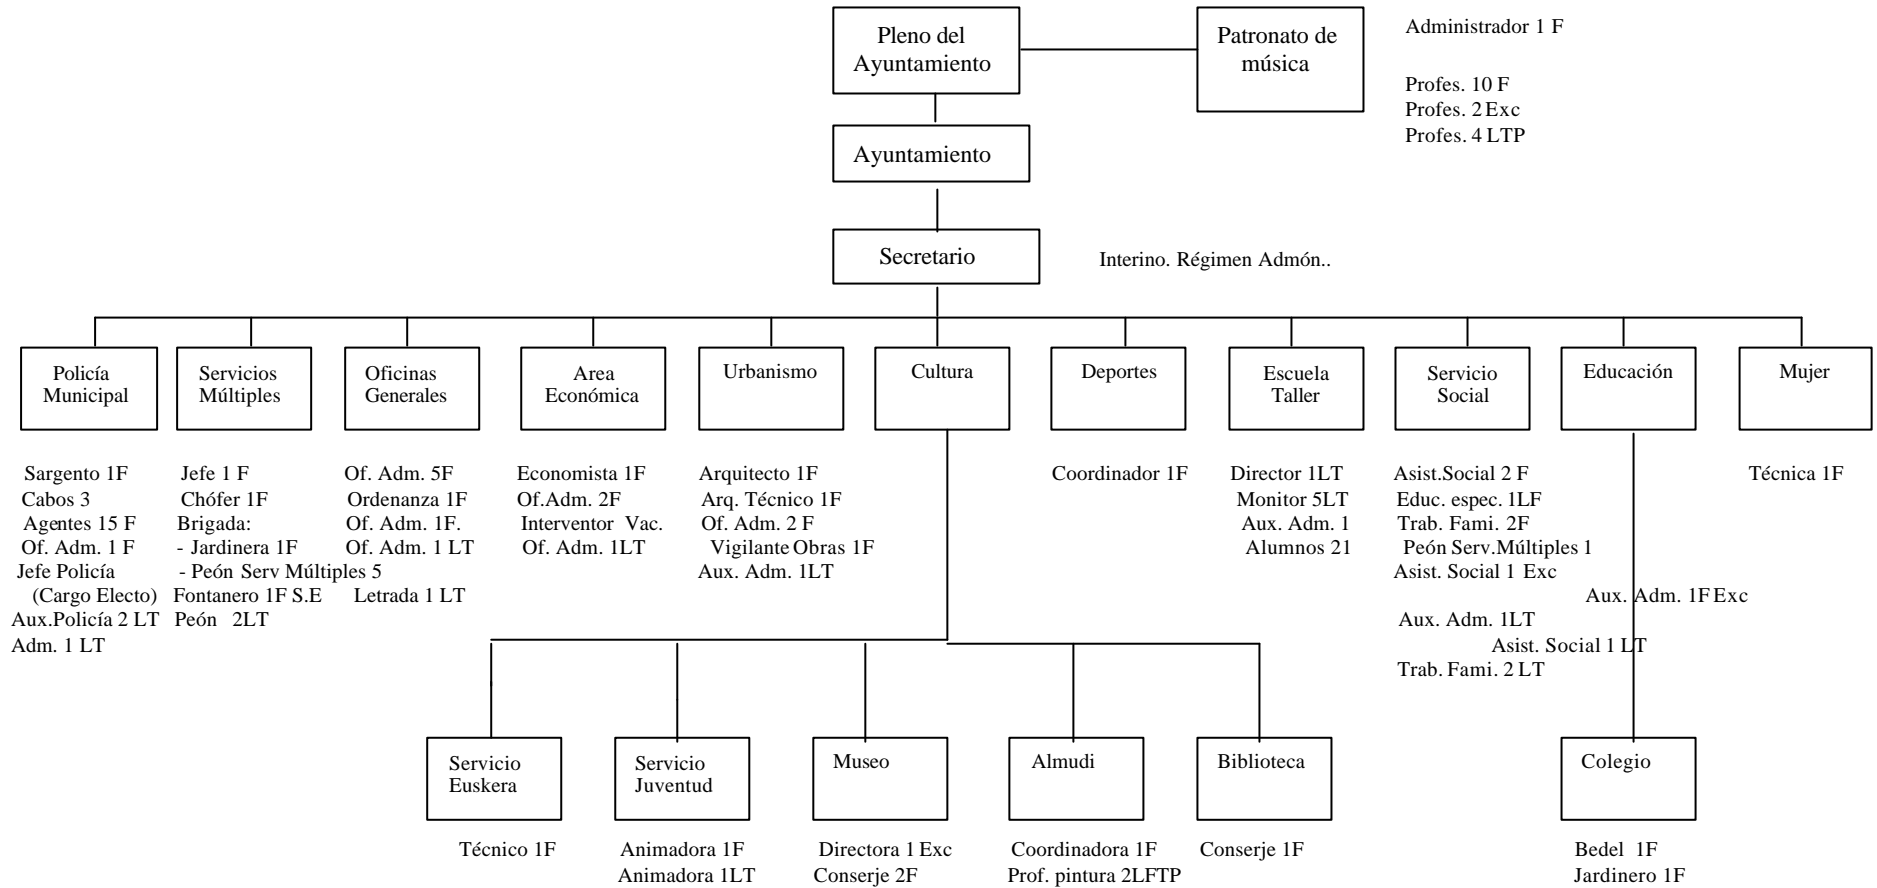 Pleno del
Ayuntamiento
Patronato de
música
Administrador 1 F
Profes. 10 F
Profes. 2 Exc
Profes. 4 LTP
Ayuntamiento
Secretario
Interino. Régimen Admón..
Policía
Municipal
Servicios
Múltiples
Oficinas
Generales
Area
Económica
Urbanismo
Cultura
Deportes
Escuela
Taller
Servicio
Social
Educación
Mujer
Sargento 1F
Cabos 3
Agentes 15 F
Of. Adm. 1 F
Jefe Policía
(Cargo Electo)
Aux.Policía 2 LT
Adm. 1 LT
Jefe 1 F
Chófer 1F
Brigada:
- Jardinera 1F
- Peón Serv Múltiples 5
Fontanero 1F S.E
Peón 2LT
Of. Adm. 5F
Ordenanza 1F
Of. Adm. 1F.
Of. Adm. 1 LT
Letrada 1 LT
Economista 1F
Of.Adm. 2F
Interventor Vac.
Of. Adm. 1LT
Arquitecto 1F
Arq. Técnico 1F
Of. Adm. 2 F
Vigilante Obras 1F
Aux. Adm. 1LT
Coordinador 1F
Director 1LT
Monitor 5LT
Aux. Adm. 1
Alumnos 21
Asist.Social 2 F
Educ. espec. 1LF
Trab. Fami. 2F
Peón Serv.Múltiples 1
Asist. Social 1 Exc
Aux. Adm. 1LT
Asist. Social 1 LT
Trab. Fami. 2 LT
Aux. Adm. 1F Exc
Técnica 1F
Servicio
Euskera
Servicio
Juventud
Museo
Almudi
Biblioteca
Colegio
Técnico 1F
Animadora 1F
Animadora 1LT
Directora 1 Exc
Conserje 2F
Coordinadora 1F
Prof. pintura 2LFTP
Conserje 1F
Bedel 1F
Jardinero 1F